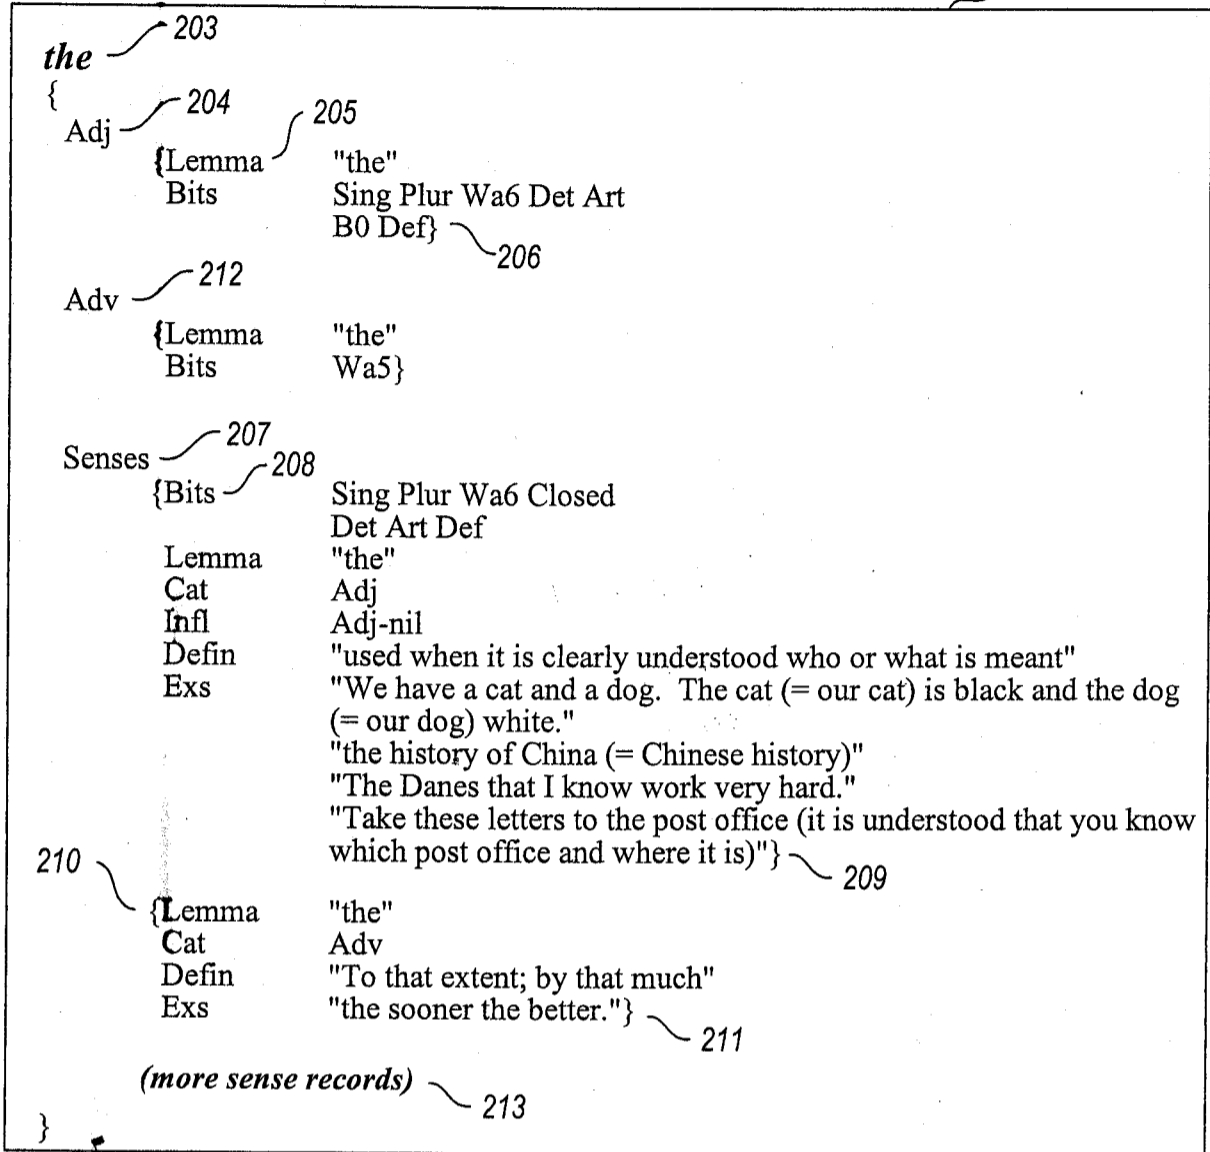 203
the
{
204
Adj
205
{Lemma "the"
Bits Sing Plur Wa6 Det Art
B0 Def}
206
212
Adv
{Lemma "the"
Bits Wa5}
207
Senses
208
{Bits Sing Plur Wa6 Closed
Det Art Def
Lemma "the"
Cat Adj
Infl Adj-nil
Defin "used when it is clearly understood who or what is meant"
Exs "We have a cat and a dog. The cat (= our cat) is black and the dog
(= our dog) white."
"the history of China (= Chinese history)"
"The Danes that I know work very hard."
"Take these letters to the post office (it is understood that you know
which post office and where it is)"}
209
210
{Lemma "the"
Cat Adv
Defin "To that extent; by that much"
Exs "the sooner the better."}
211
(more sense records)
213
}